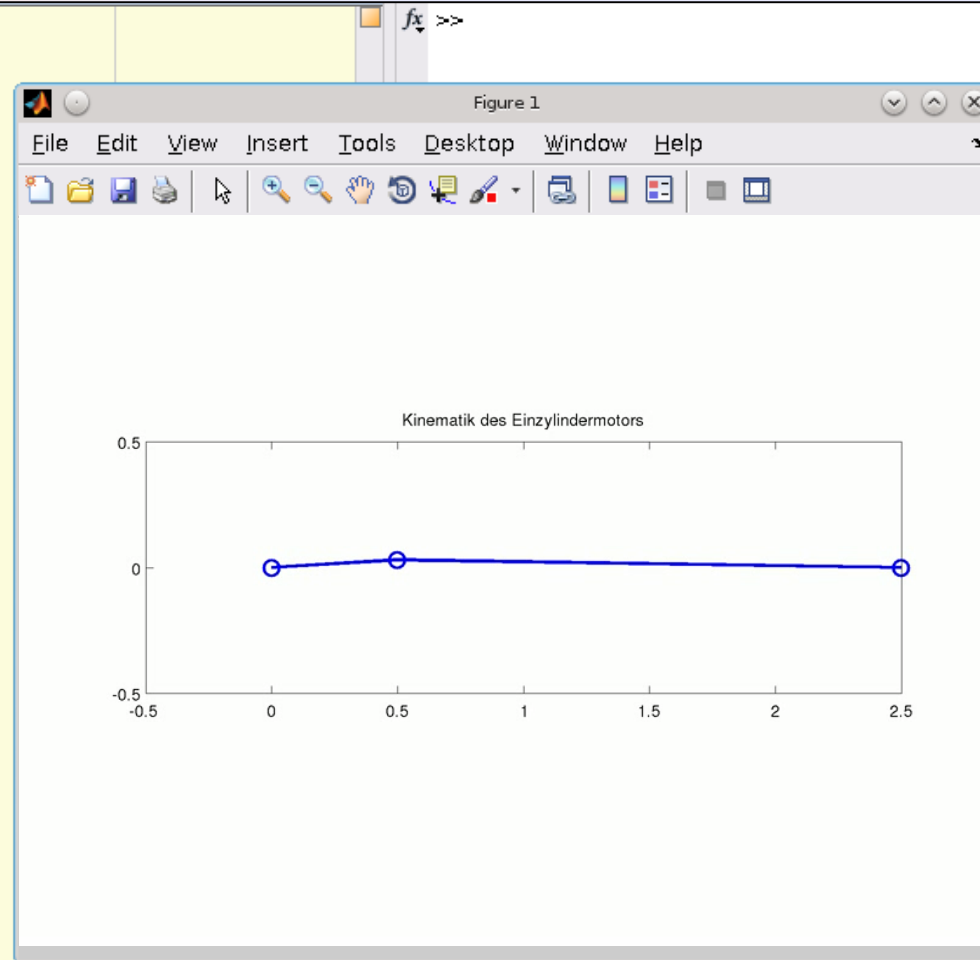 fx >>
Figure 1
File Edit View Insert Tools Desktop Window Help
Kinematik des Einzylindermotors
0.5
0
-0.5
-0.5 0 0.5 1 1.5 2 2.5